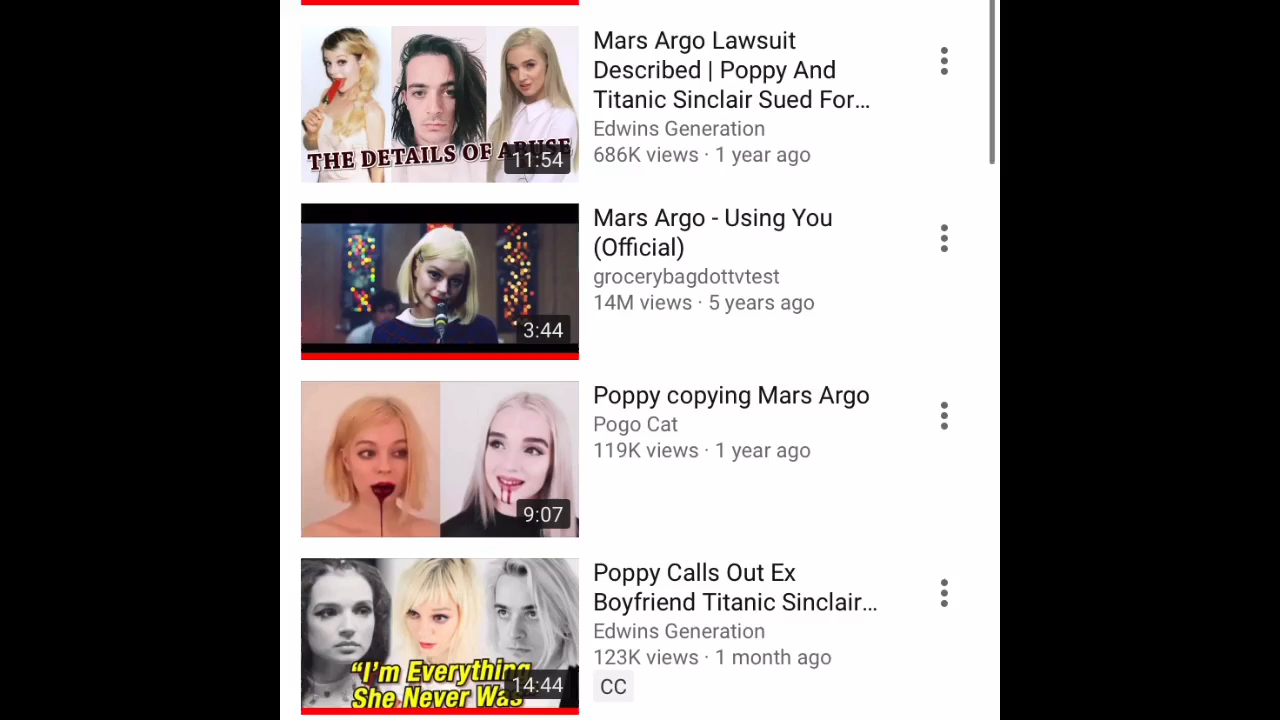 Mars Argo Lawsuit
Described | Poppy And
Titanic Sinclair Sued For...
Edwins Generation
686K views · 1 year ago
THE DETAILS OF ABUSE
11:54
Mars Argo - Using You
(Official)
grocerybagdottvtest
14M views · 5 years ago
3:44
Poppy copying Mars Argo
Pogo Cat
119K views · 1 year ago
9:07
Poppy Calls Out Ex
Boyfriend Titanic Sinclair...
Edwins Generation
123K views · 1 month ago
CC
“I'm Everything
She Never Was”
14:44